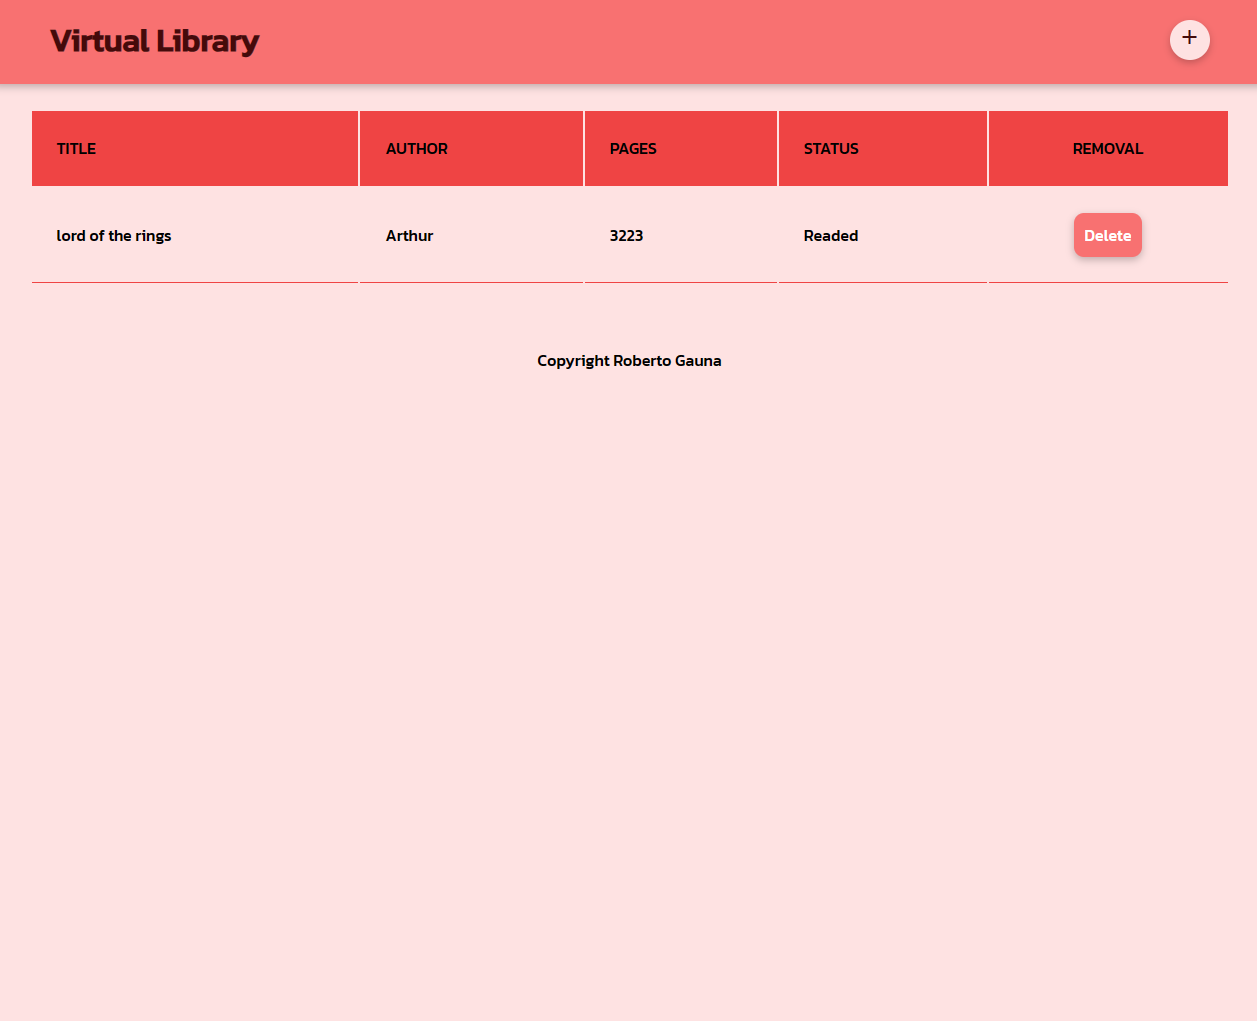 Virtual Library
+
TITLE AUTHOR PAGES STATUS REMOVAL
lord of the rings Arthur 3223 Readed Delete
Copyright Roberto Gauna